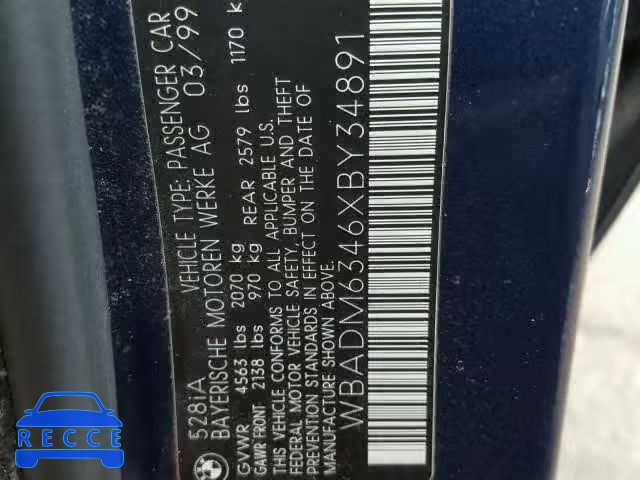 528iA VEHICLE TYPE: PASSENGER CAR
BAYERISCHE MOTOREN WERKE AG 03/99
GVWR 4563 lbs 2070 kg
GAWR FRONT 2138 lbs 970 kg REAR 2579 lbs 1170 k
THIS VEHICLE CONFORMS TO ALL APPLICABLE U.S.
FEDERAL MOTOR VEHICLE SAFETY, BUMPER AND THEFT
PREVENTION STANDARDS IN EFFECT ON THE DATE OF
MANUFACTURE SHOWN ABOVE.
WBADM6346XBY34891
RECCIA